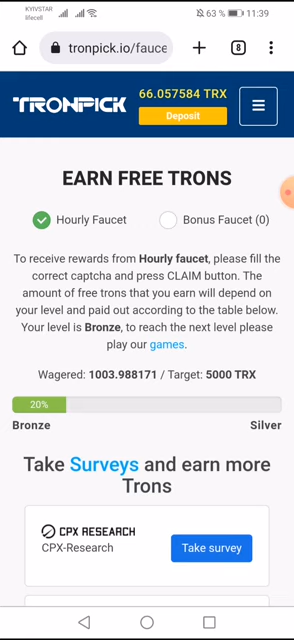 KYIVSTAR
lifecell
63 % 11:39
tronpick.io/fauce
8
TRONPICK
66.057584 TRX
Deposit
EARN FREE TRONS
Hourly Faucet Bonus Faucet (0)
To receive rewards from Hourly faucet, please fill the
correct captcha and press CLAIM button. The
amount of free trons that you earn will depend on
your level and paid out according to the table below.
Your level is Bronze, to reach the next level please
play our games.
Wagered: 1003.988171 / Target: 5000 TRX
20%
Bronze Silver
Take Surveys and earn more
Trons
CPX RESEARCH
CPX-Research
Take survey